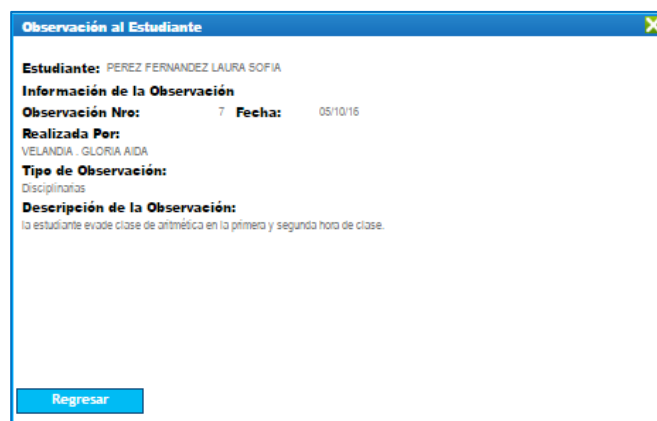 Observación al Estudiante
Estudiante: PEREZ FERNANDEZ LAURA SOFIA
Información de la Observación
Observación Nro: 7 Fecha: 05/10/16
Realizada Por:
VELANDIA . GLORIA AIDA
Tipo de Observación:
Disciplinarias
Descripción de la Observación:
la estudiante evade clase de aritmética en la primera y segunda hora de clase.
Regresar